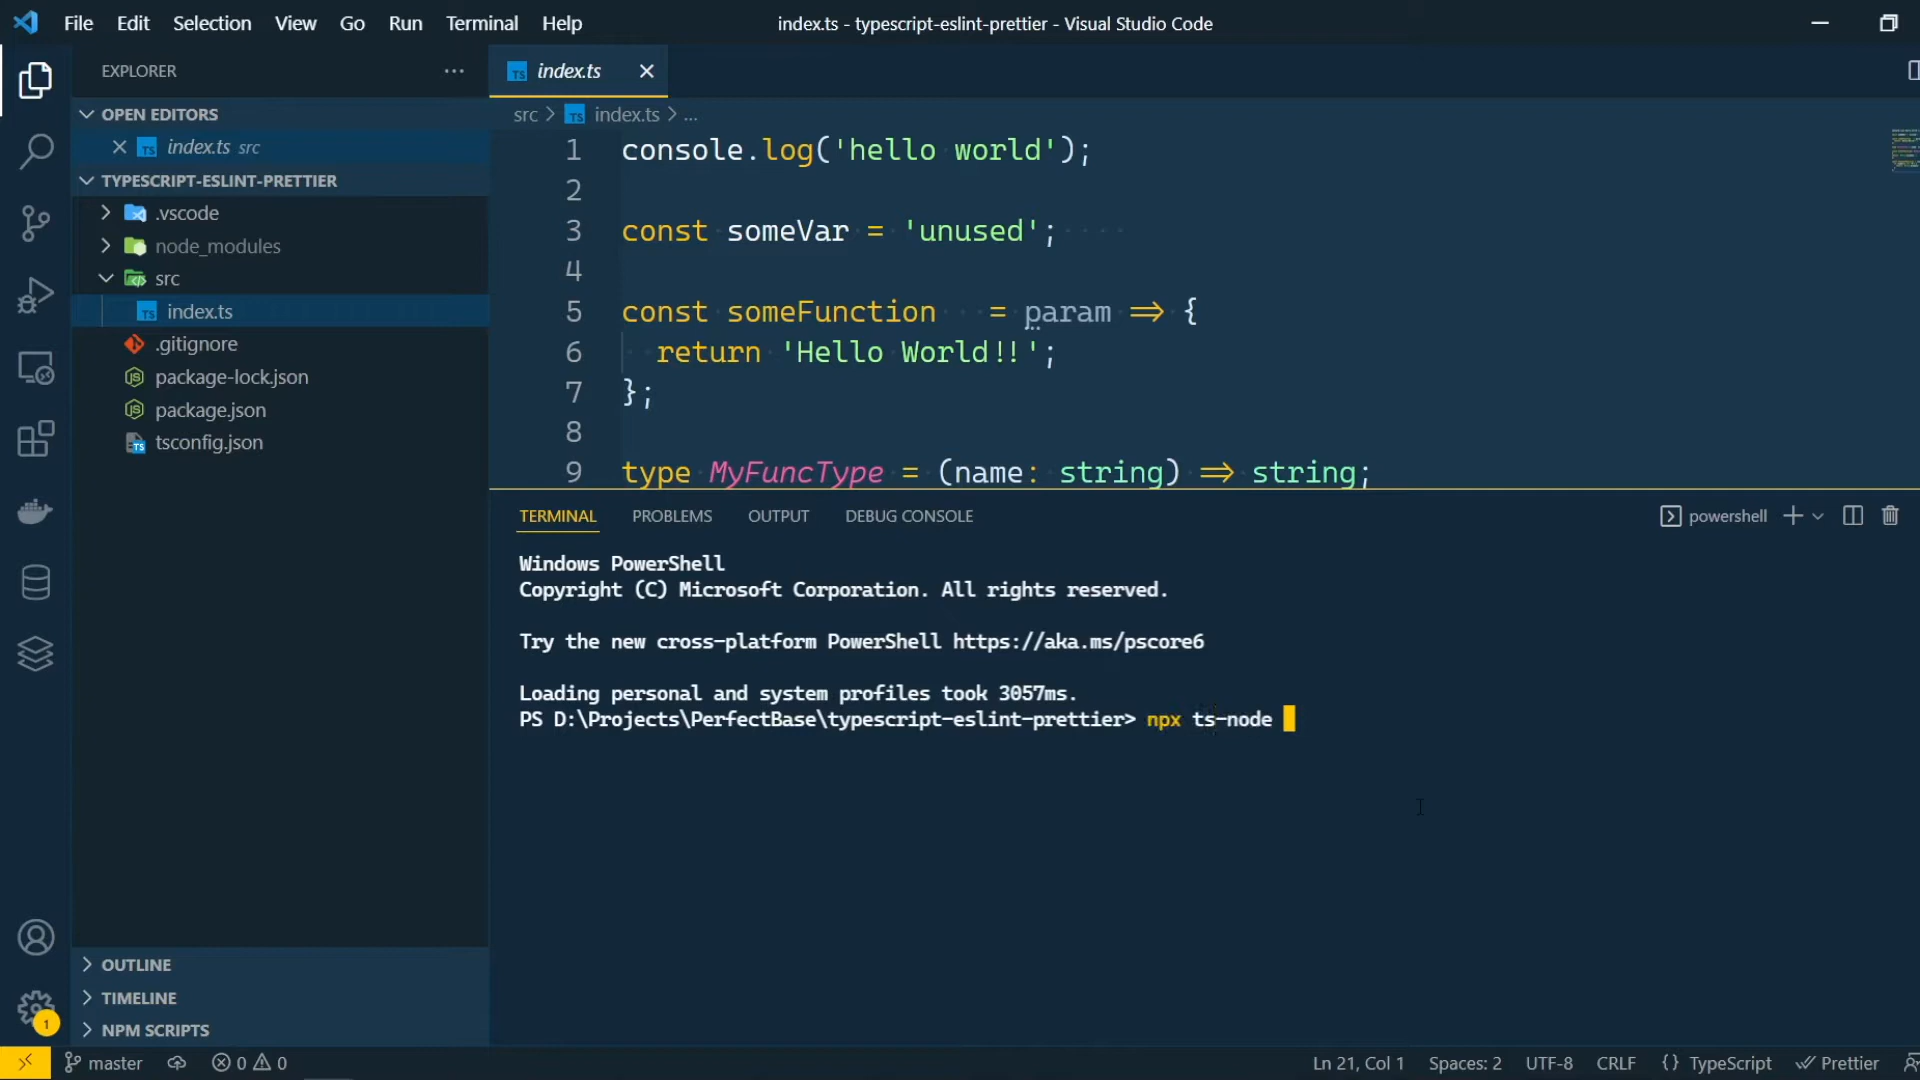 File Edit Selection View Go Run Terminal Help
index.ts - typescript-eslint-prettier - Visual Studio Code
EXPLORER
OPEN EDITORS
index.ts src
TYPESCRIPT-ESLINT-PRETTIER
.vscode
node_modules
src
index.ts
.gitignore
package-lock.json
package.json
tsconfig.json
OUTLINE
TIMELINE
NPM SCRIPTS
1
index.ts
src > index.ts > ...
1 console.log('hello world');
2
3 const someVar = 'unused';
4
5 const someFunction = param => {
6 return 'Hello World!!';
7 };
8
9 type MyFuncType = (name: string) => string;
TERMINAL PROBLEMS OUTPUT DEBUG CONSOLE
powershell
Windows PowerShell
Copyright (C) Microsoft Corporation. All rights reserved.
Try the new cross-platform PowerShell https://aka.ms/pscore6
Loading personal and system profiles took 3057ms.
PS D:\Projects\PerfectBase\typescript-eslint-prettier> npx ts-node
master 0 0
Ln 21, Col 1 Spaces: 2 UTF-8 CRLF {} TypeScript Prettier